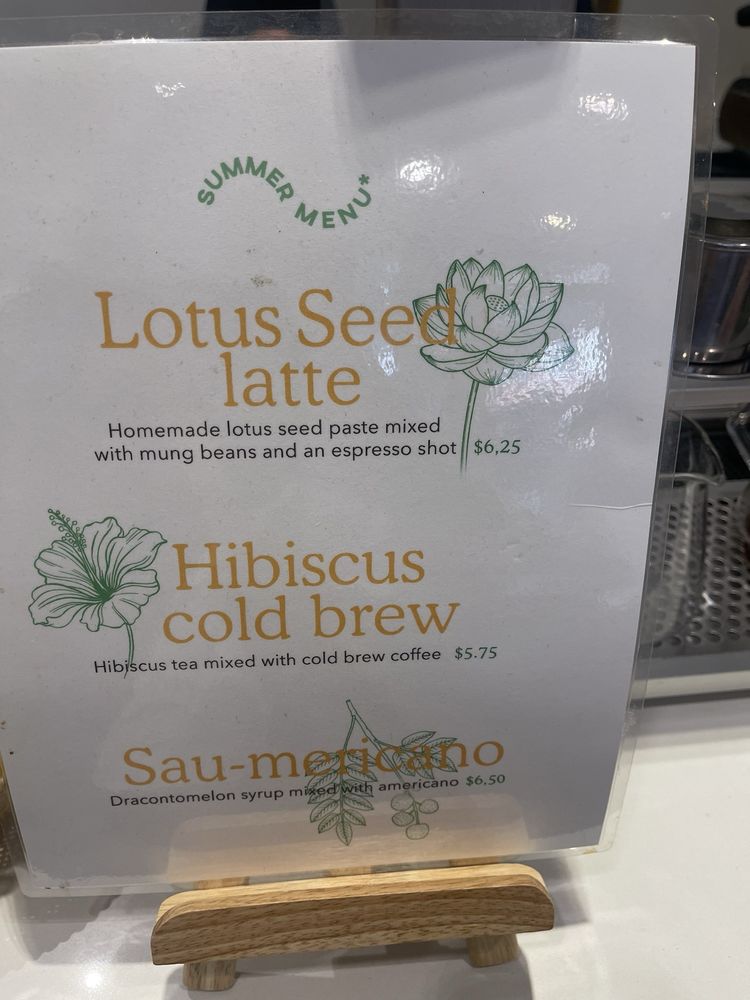 SUMMER MENU*
Lotus Seed
latte
Homemade lotus seed paste mixed
with mung beans and an espresso shot $6,25
Hibiscus
cold brew
Hibiscus tea mixed with cold brew coffee $5.75
Sau-mericano
Dracontomelon syrup mixed with americano $6,50